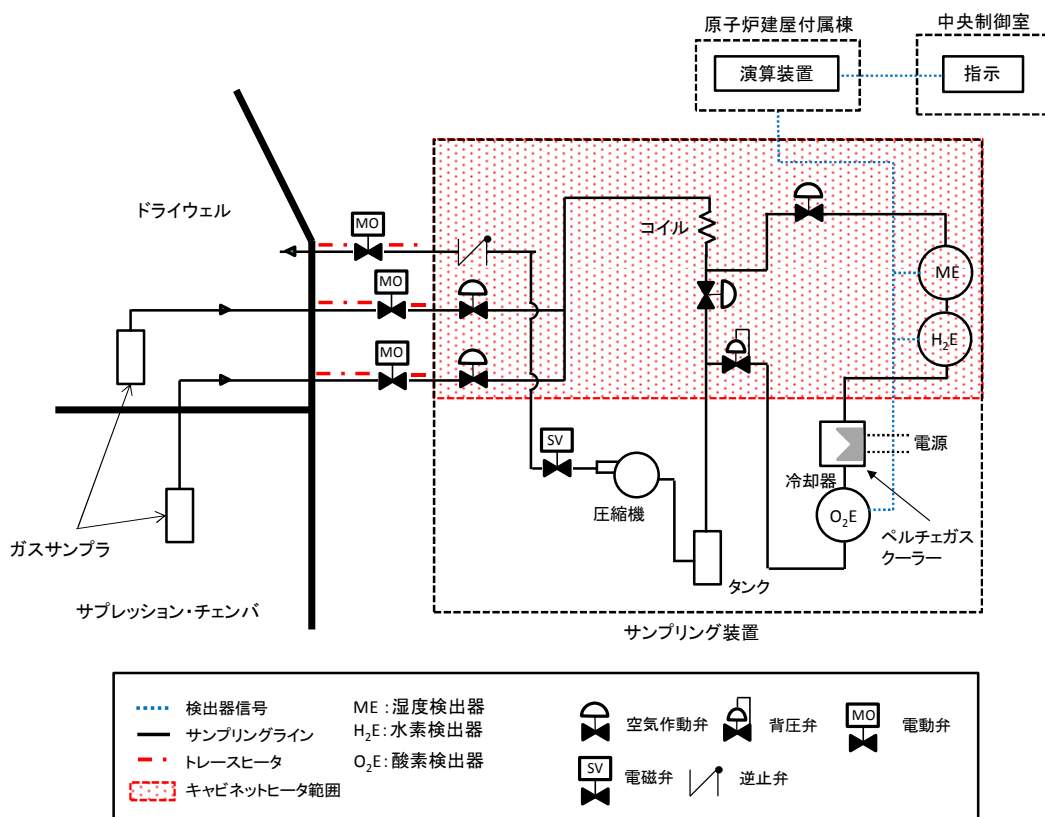 原子炉建屋付属棟
中央制御室
演算装置
指示
ドライウェル
MO
コイル
MO
ME
H₂E
MO
SV
電源
冷却器
圧縮機
O₂E
ペルチェガス
クーラー
ガスサンプラ
タンク
サプレッション・チェンバ
サンプリング装置
検出器信号
サンプリングライン
トレースヒータ
キャビネットヒータ範囲
ME：湿度検出器
H₂E：水素検出器
O₂E：酸素検出器
空気作動弁
背圧弁
MO
電動弁
SV
電磁弁
逆止弁